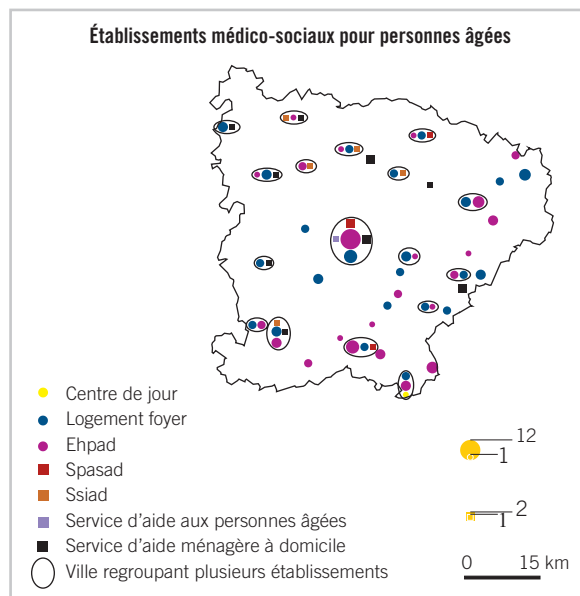 Établissements médico-sociaux pour personnes âgées
Centre de jour
Logement foyer
Ehpad
Spasad
Ssiad
Service d'aide aux personnes âgées
Service d'aide ménagère à domicile
Ville regroupant plusieurs établissements
12
1
2
1
0 15 km